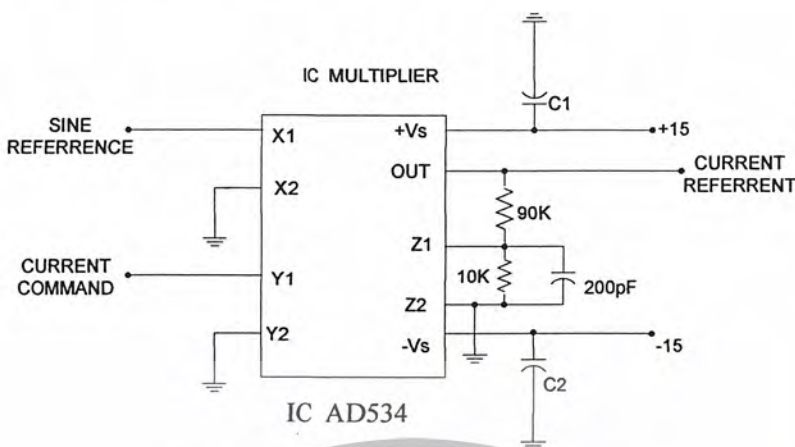 IC MULTIPLIER
C1
SINE
REFERRENCE
X1
+Vs
+15
OUT
CURRENT
REFERRENT
X2
90K
Z1
CURRENT
COMMAND
Y1
10K
200pF
Z2
Y2
-Vs
-15
C2
IC AD534